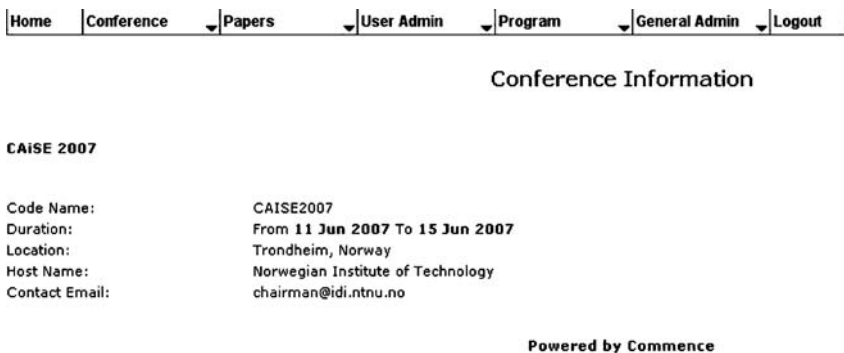 Home Conference Papers User Admin Program General Admin Logout
Conference Information
CAiSE 2007
Code Name: CAISE2007
Duration: From 11 Jun 2007 To 15 Jun 2007
Location: Trondheim, Norway
Host Name: Norwegian Institute of Technology
Contact Email: chairman@idi.ntnu.no
Powered by Commence